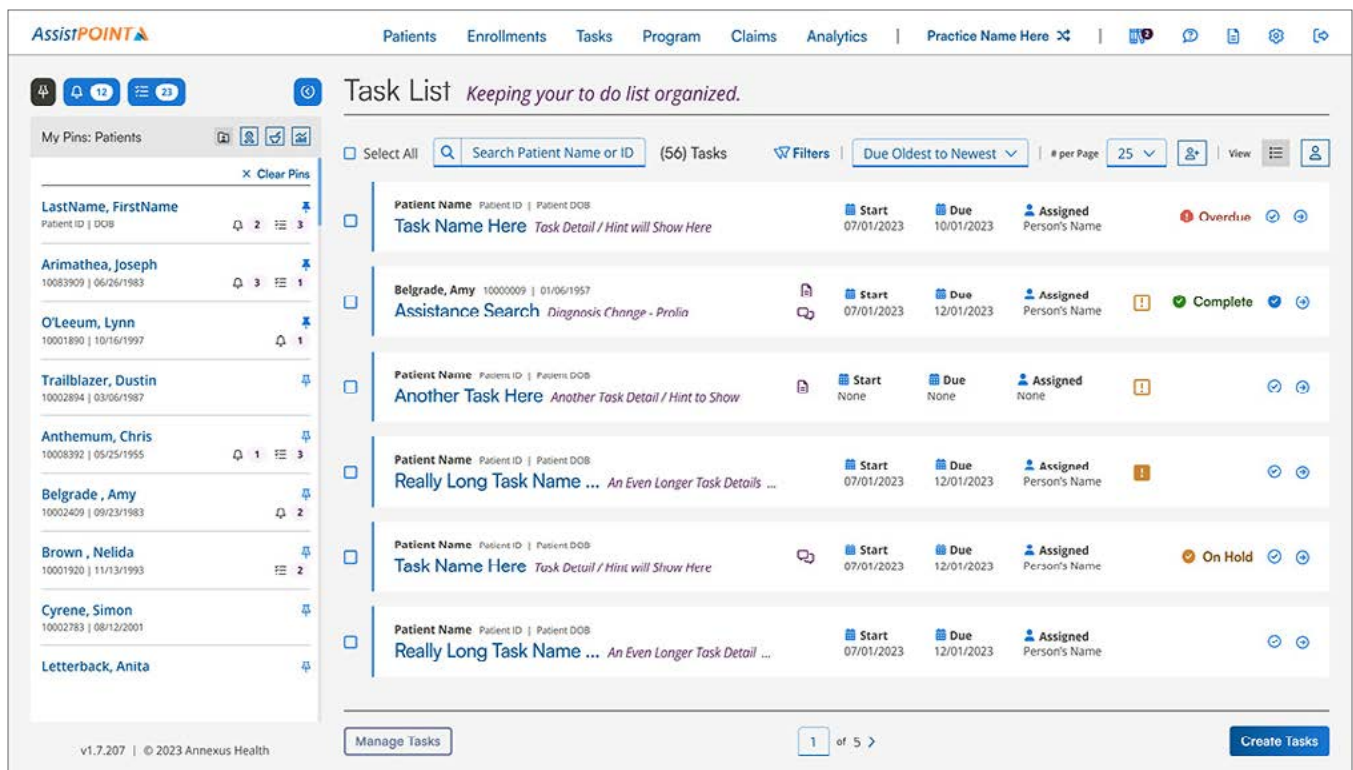 AssistPOINT
Patients Enrollments Tasks Program Claims Analytics | Practice Name Here | 2
12 23
Task List Keeping your to do list organized.
My Pins: Patients
× Clear Pins
LastName, FirstName
Patient ID | DOB 2 3
Arimathea, Joseph
10083909 | 06/26/1983 3 1
O'Leeum, Lynn
10001890 | 10/16/1997 1
Trailblazer, Dustin
10002894 | 03/06/1987
Anthemum, Chris
10008392 | 05/25/1955 1 3
Belgrade , Amy
10002409 | 09/23/1983 2
Brown , Nelida
10001920 | 11/13/1993 2
Cyrene, Simon
10002783 | 08/12/2001
Letterback, Anita
v1.7.207 | © 2023 Annexus Health
Select All Search Patient Name or ID (56) Tasks Filters | Due Oldest to Newest | # per Page 25 | View
Patient Name Patient ID | Patient DOB
Task Name Here Task Detail / Hint will Show Here
Start Due Assigned
07/01/2023 10/01/2023 Person's Name
Overdue
Belgrade, Amy 10000009 | 01/06/1957
Assistance Search Diagnosis Change - Prolia
Start Due Assigned
07/01/2023 12/01/2023 Person's Name
Complete
Patient Name Patient ID | Patient DOB
Another Task Here Another Task Detail / Hint to Show
Start Due Assigned
None None None
Patient Name Patient ID | Patient DOB
Really Long Task Name ... An Even Longer Task Details ...
Start Due Assigned
07/01/2023 12/01/2023 Person's Name
Patient Name Patient ID | Patient DOB
Task Name Here Task Detail / Hint will Show Here
Start Due Assigned
07/01/2023 12/01/2023 Person's Name
On Hold
Patient Name Patient ID | Patient DOB
Really Long Task Name ... An Even Longer Task Detail ...
Start Due Assigned
07/01/2023 12/01/2023 Person's Name
Manage Tasks 1 of 5 Create Tasks